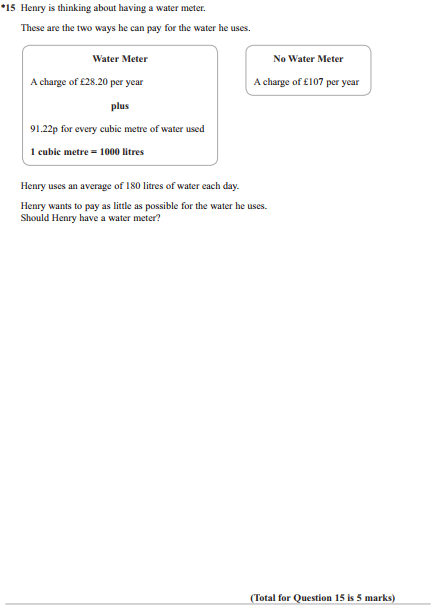 *15 Henry is thinking about having a water meter.
These are the two ways he can pay for the water he uses.
Water Meter
A charge of £28.20 per year
plus
91.22p for every cubic metre of water used
1 cubic metre = 1000 litres
No Water Meter
A charge of £107 per year
Henry uses an average of 180 litres of water each day.
Henry wants to pay as little as possible for the water he uses.
Should Henry have a water meter?
(Total for Question 15 is 5 marks)